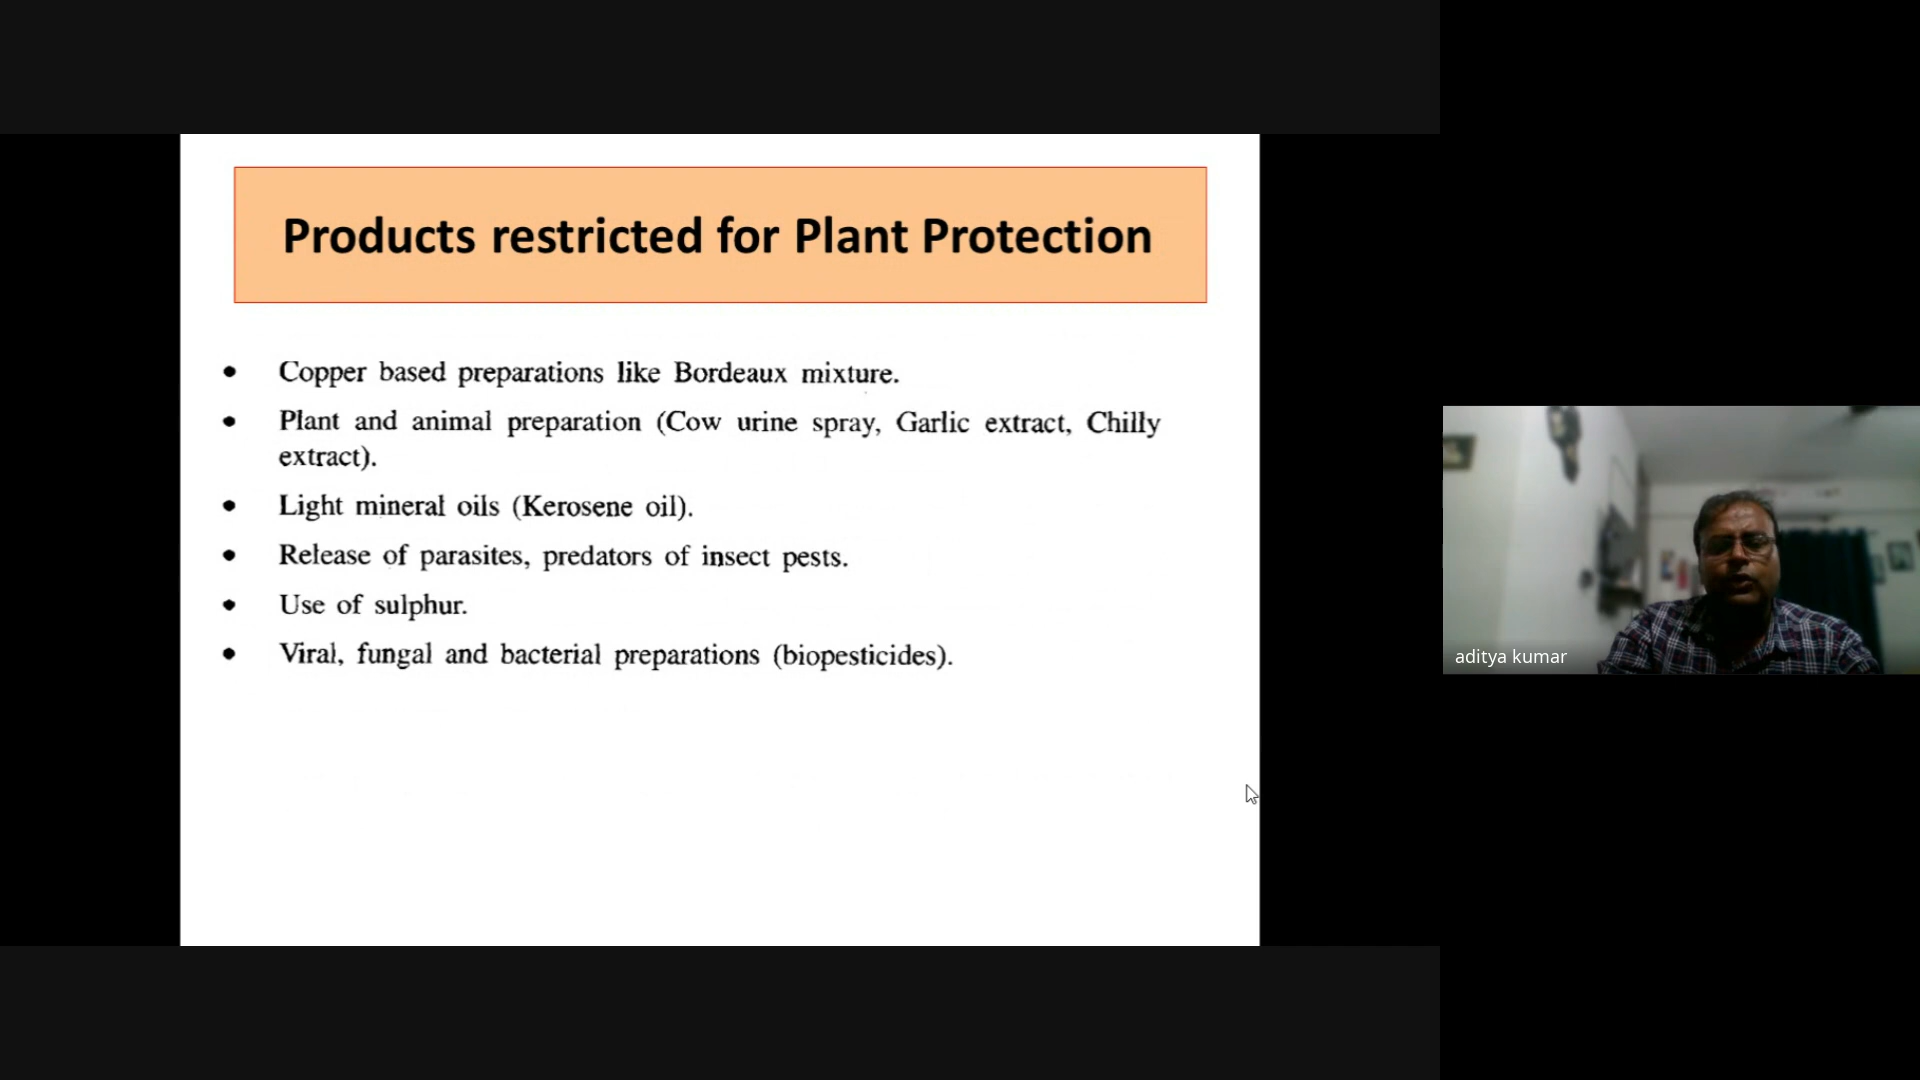 Products restricted for Plant Protection
• Copper based preparations like Bordeaux mixture.
• Plant and animal preparation (Cow urine spray, Garlic extract, Chilly
extract).
• Light mineral oils (Kerosene oil).
• Release of parasites, predators of insect pests.
• Use of sulphur.
• Viral, fungal and bacterial preparations (biopesticides).
aditya kumar